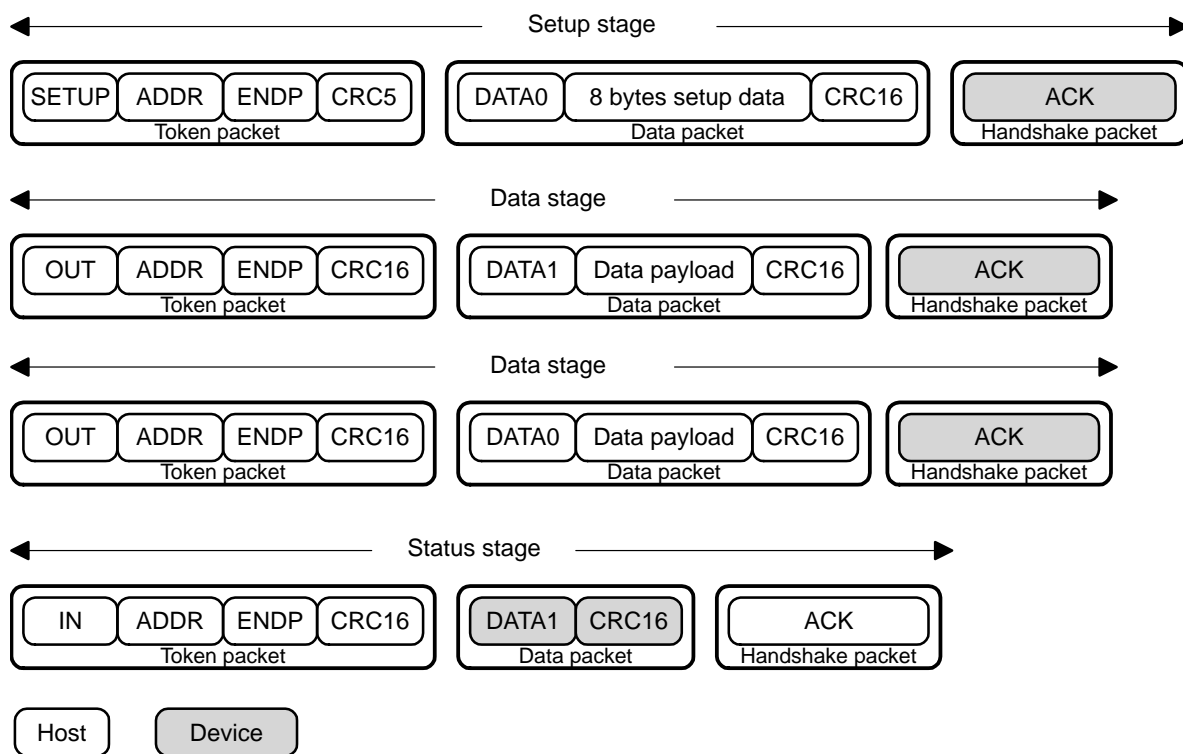 Setup stage
SETUP ADDR ENDP CRC5 DATA0 8 bytes setup data CRC16 ACK
Token packet Data packet Handshake packet
Data stage
OUT ADDR ENDP CRC16 DATA1 Data payload CRC16 ACK
Token packet Data packet Handshake packet
Data stage
OUT ADDR ENDP CRC16 DATA0 Data payload CRC16 ACK
Token packet Data packet Handshake packet
Status stage
IN ADDR ENDP CRC16 DATA1 CRC16 ACK
Token packet Data packet Handshake packet
Host Device